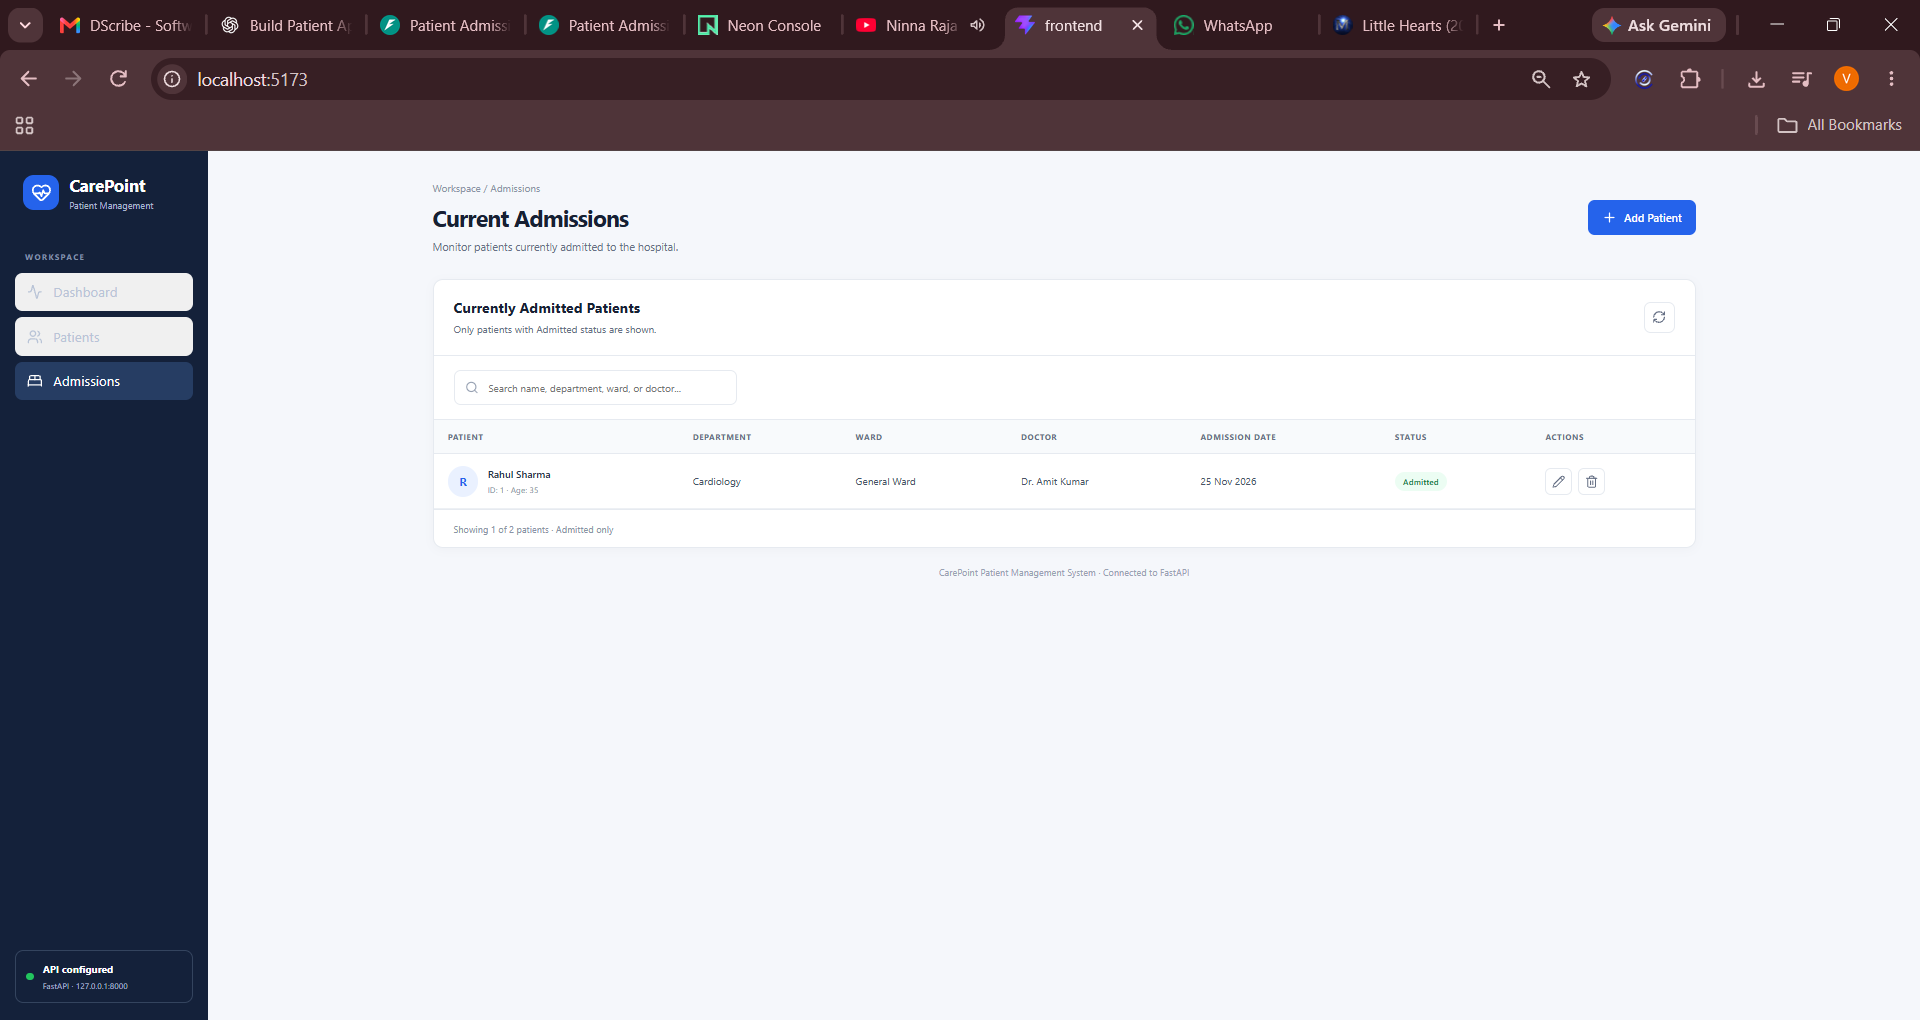 DScribe - Softw
Build Patient A
Patient Admiss
Patient Admiss
Neon Console
Ninna Raja
frontend
WhatsApp
Little Hearts (20
Ask Gemini
localhost:5173
V
All Bookmarks
CarePoint
Patient Management
WORKSPACE
Dashboard
Patients
Admissions
API configured
FastAPI · 127.0.0.1:8000
Workspace / Admissions
Current Admissions
Monitor patients currently admitted to the hospital.
Add Patient
Currently Admitted Patients
Only patients with Admitted status are shown.
Search name, department, ward, or doctor...
PATIENT DEPARTMENT WARD DOCTOR ADMISSION DATE STATUS ACTIONS
R Rahul Sharma Cardiology General Ward Dr. Amit Kumar 25 Nov 2026 Admitted
ID: 1 · Age: 35
Showing 1 of 2 patients · Admitted only
CarePoint Patient Management System · Connected to FastAPI